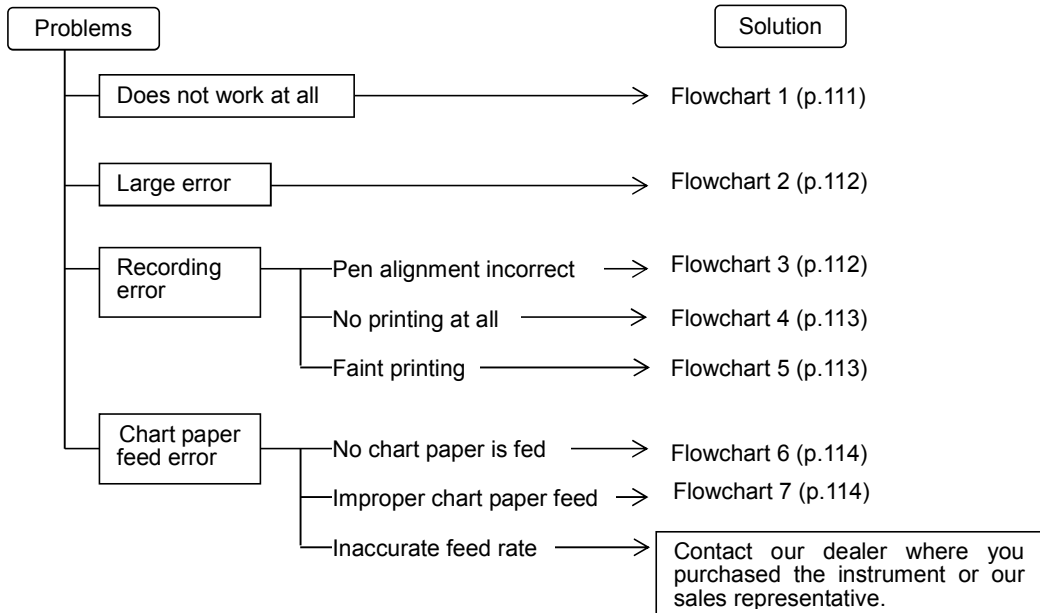 Problems
Solution
Does not work at all
Flowchart 1 (p.111)
Large error
Flowchart 2 (p.112)
Recording
error
Pen alignment incorrect
Flowchart 3 (p.112)
No printing at all
Flowchart 4 (p.113)
Faint printing
Flowchart 5 (p.113)
Chart paper
feed error
No chart paper is fed
Flowchart 6 (p.114)
Improper chart paper feed
Flowchart 7 (p.114)
Inaccurate feed rate
Contact our dealer where you
purchased the instrument or our
sales representative.